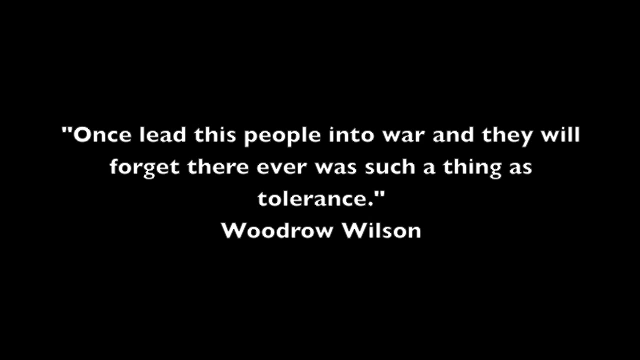 "Once lead this people into war and they will
forget there ever was such a thing as
tolerance."
Woodrow Wilson